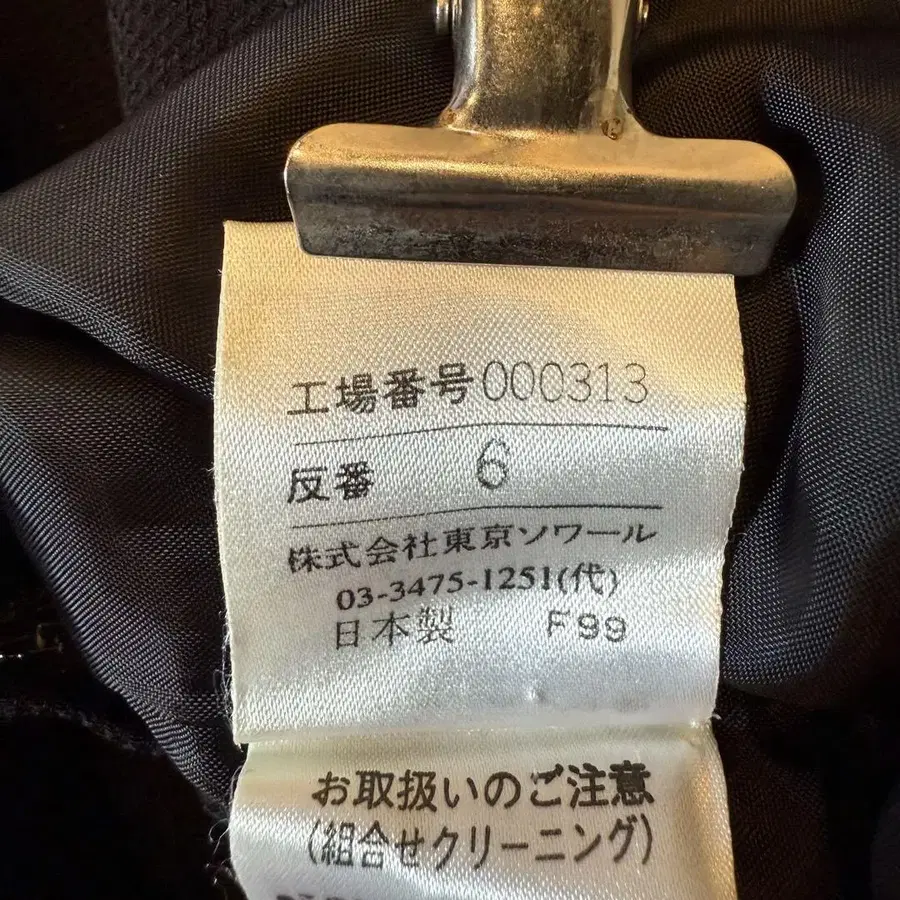 工場番号000313
反番 6
株式会社東京ソワール
03-3475-1251(代)
日本製 F99
お取扱いのご注意
(組合せクリーニング)